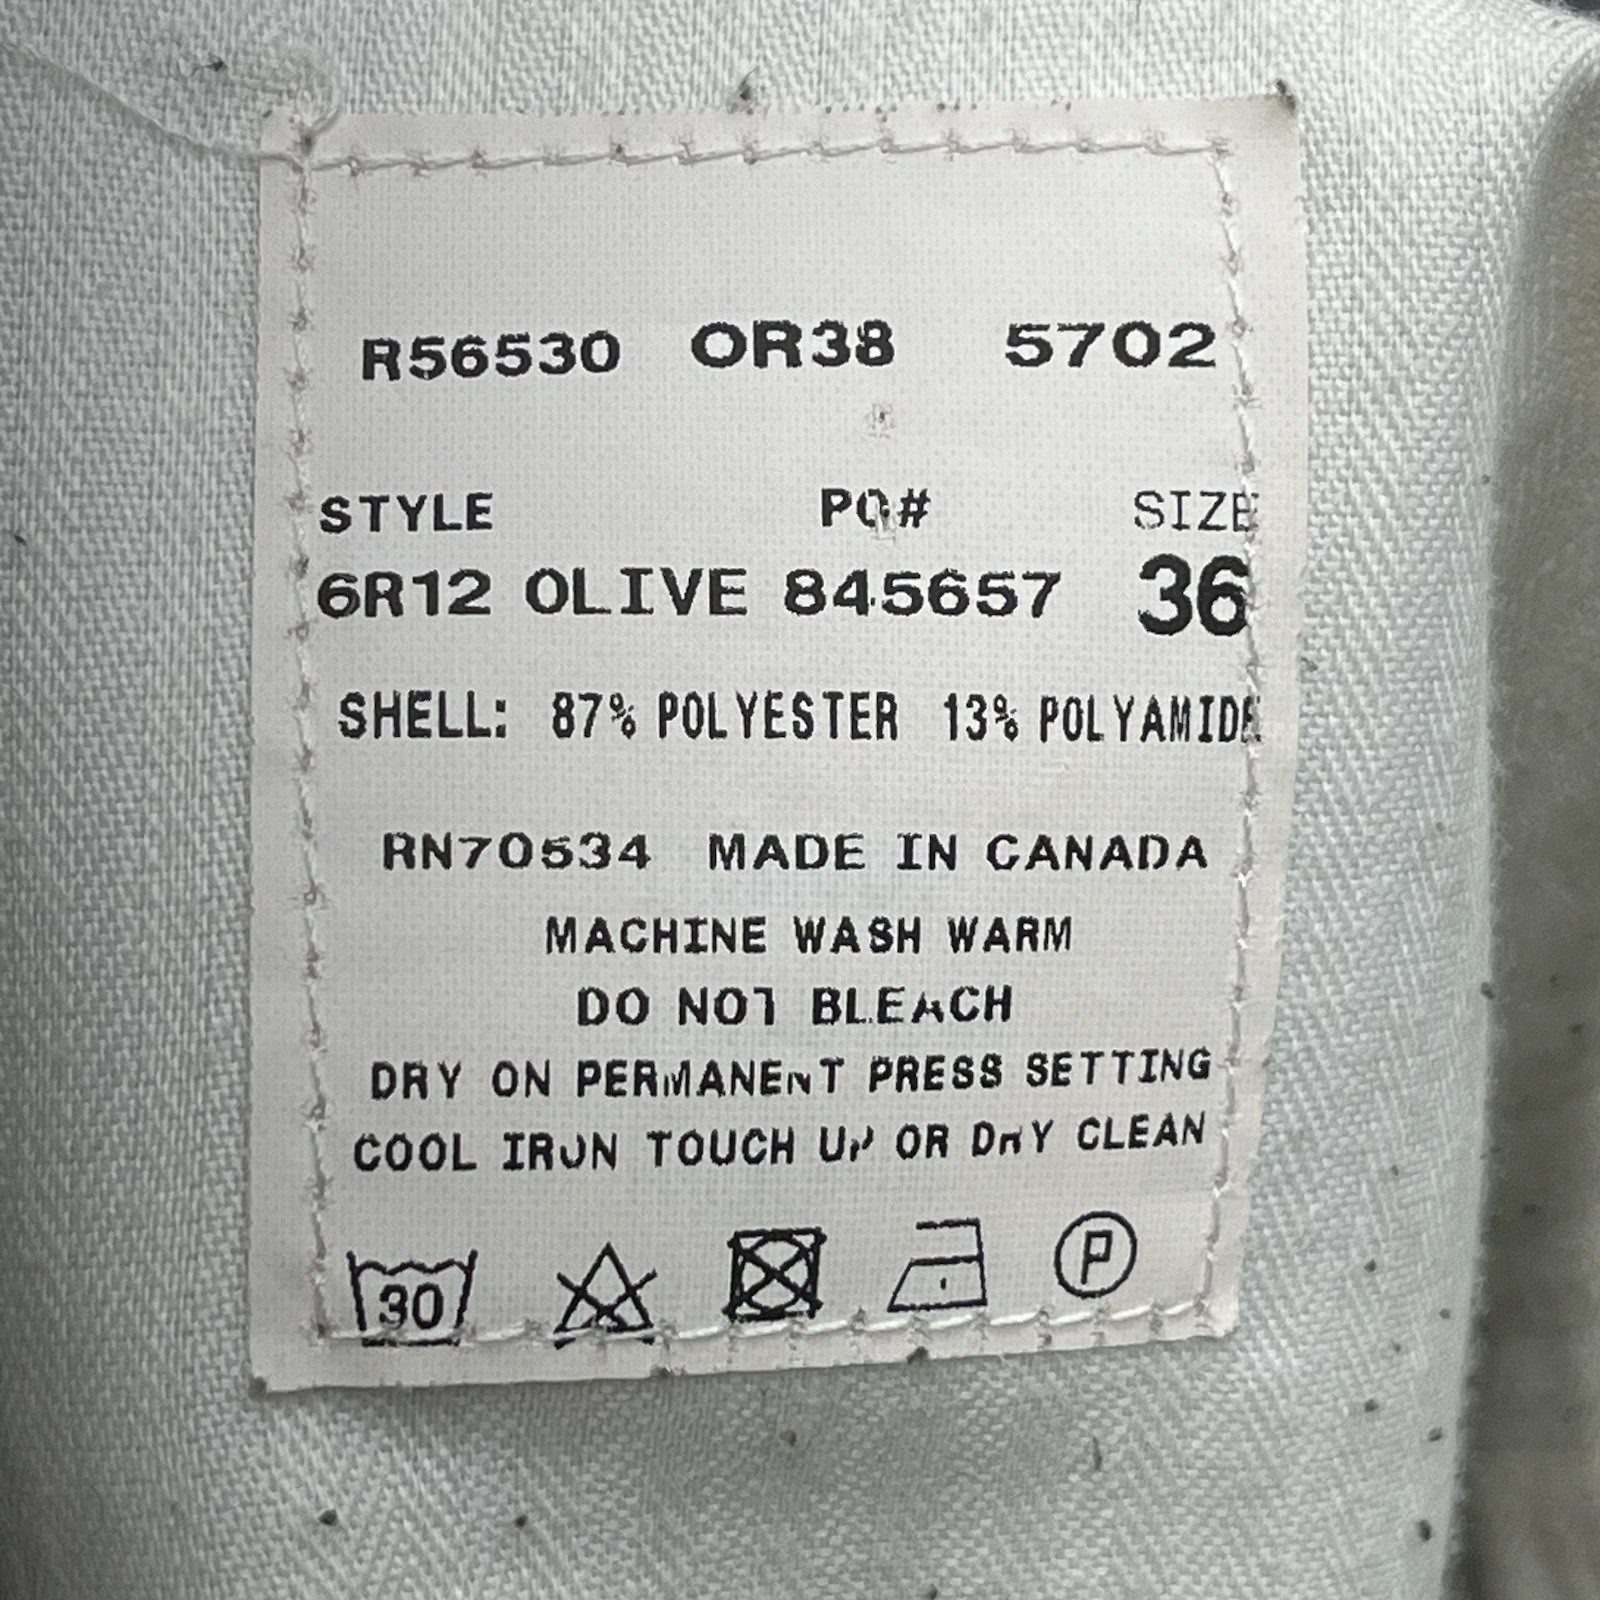 R56530 OR38 5702
STYLE PO# SIZE
6R12 OLIVE 845657 36
SHELL: 87% POLYESTER 13% POLYAMIDE
RN70534 MADE IN CANADA
MACHINE WASH WARM
DO NOT BLEACH
DRY ON PERMANENT PRESS SETTING
COOL IRON TOUCH UP OR DRY CLEAN
30 P